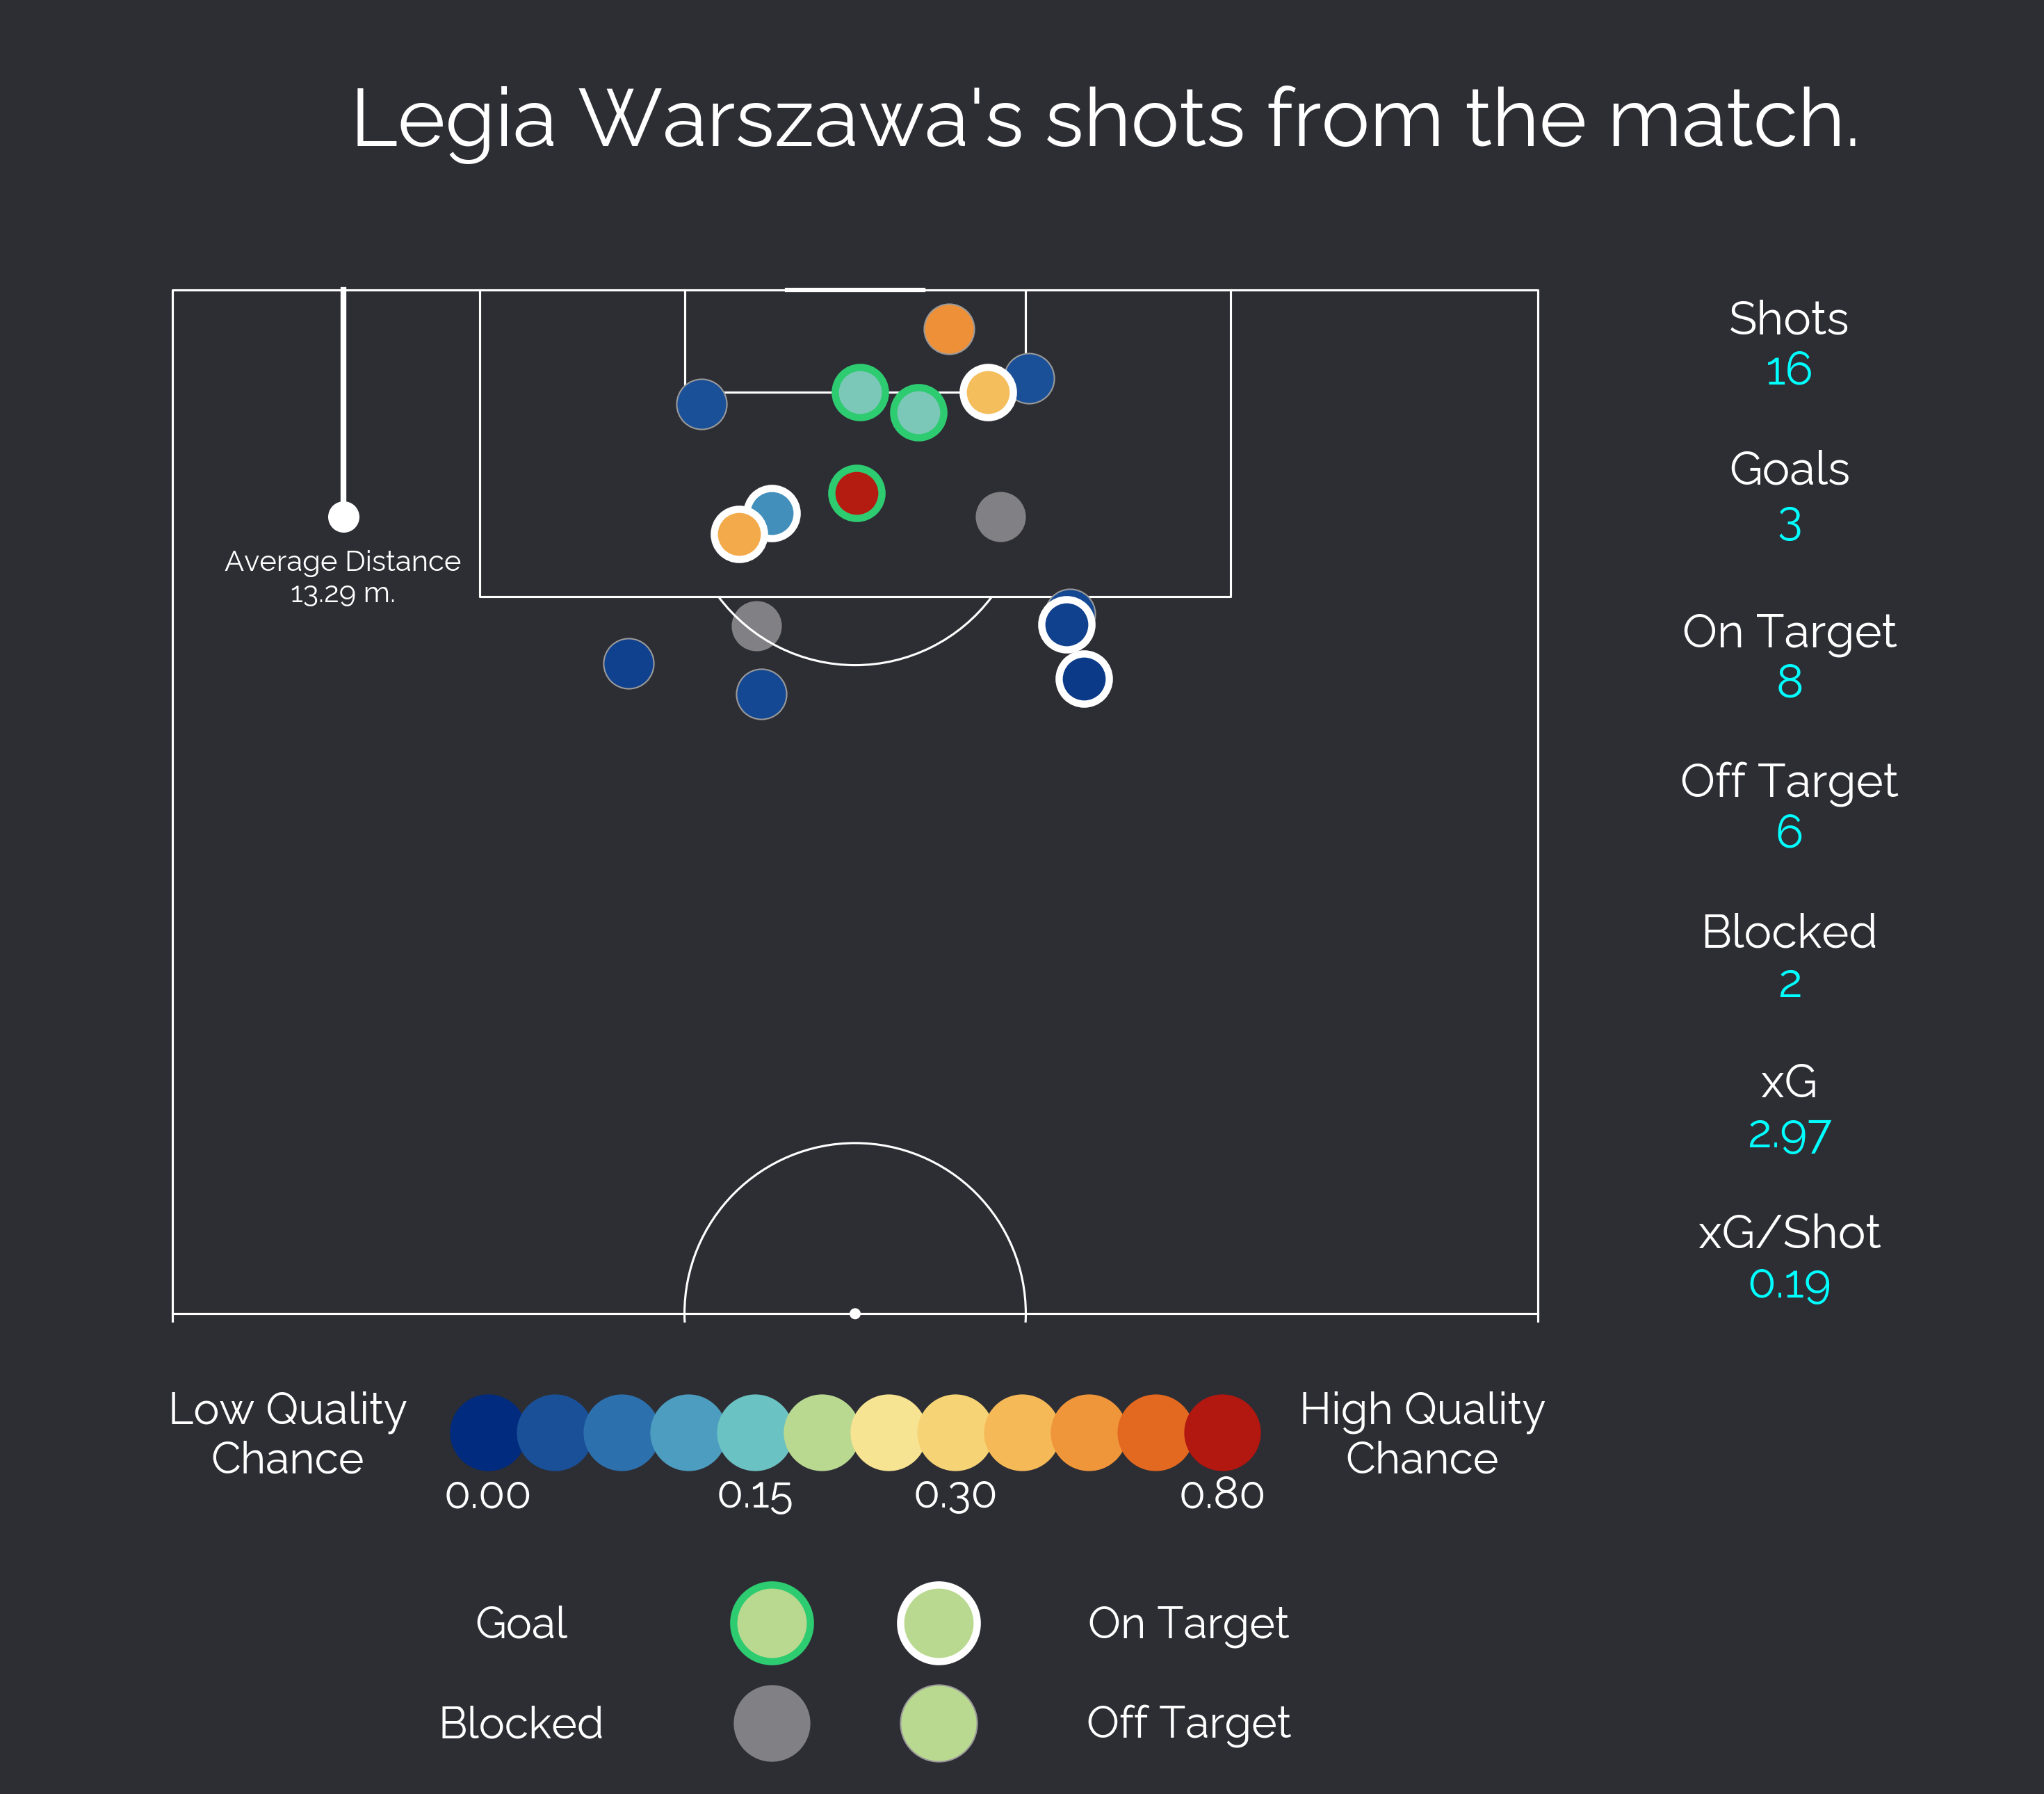 Legia Warszawa's shots from the match.
Average Distance
13.29 m.
Shots
16
Goals
3
On Target
8
Off Target
6
Blocked
2
xG
2.97
xG/Shot
0.19
Low Quality
Chance
0.00
0.15
0.30
0.80
High Quality
Chance
Goal
On Target
Blocked
Off Target